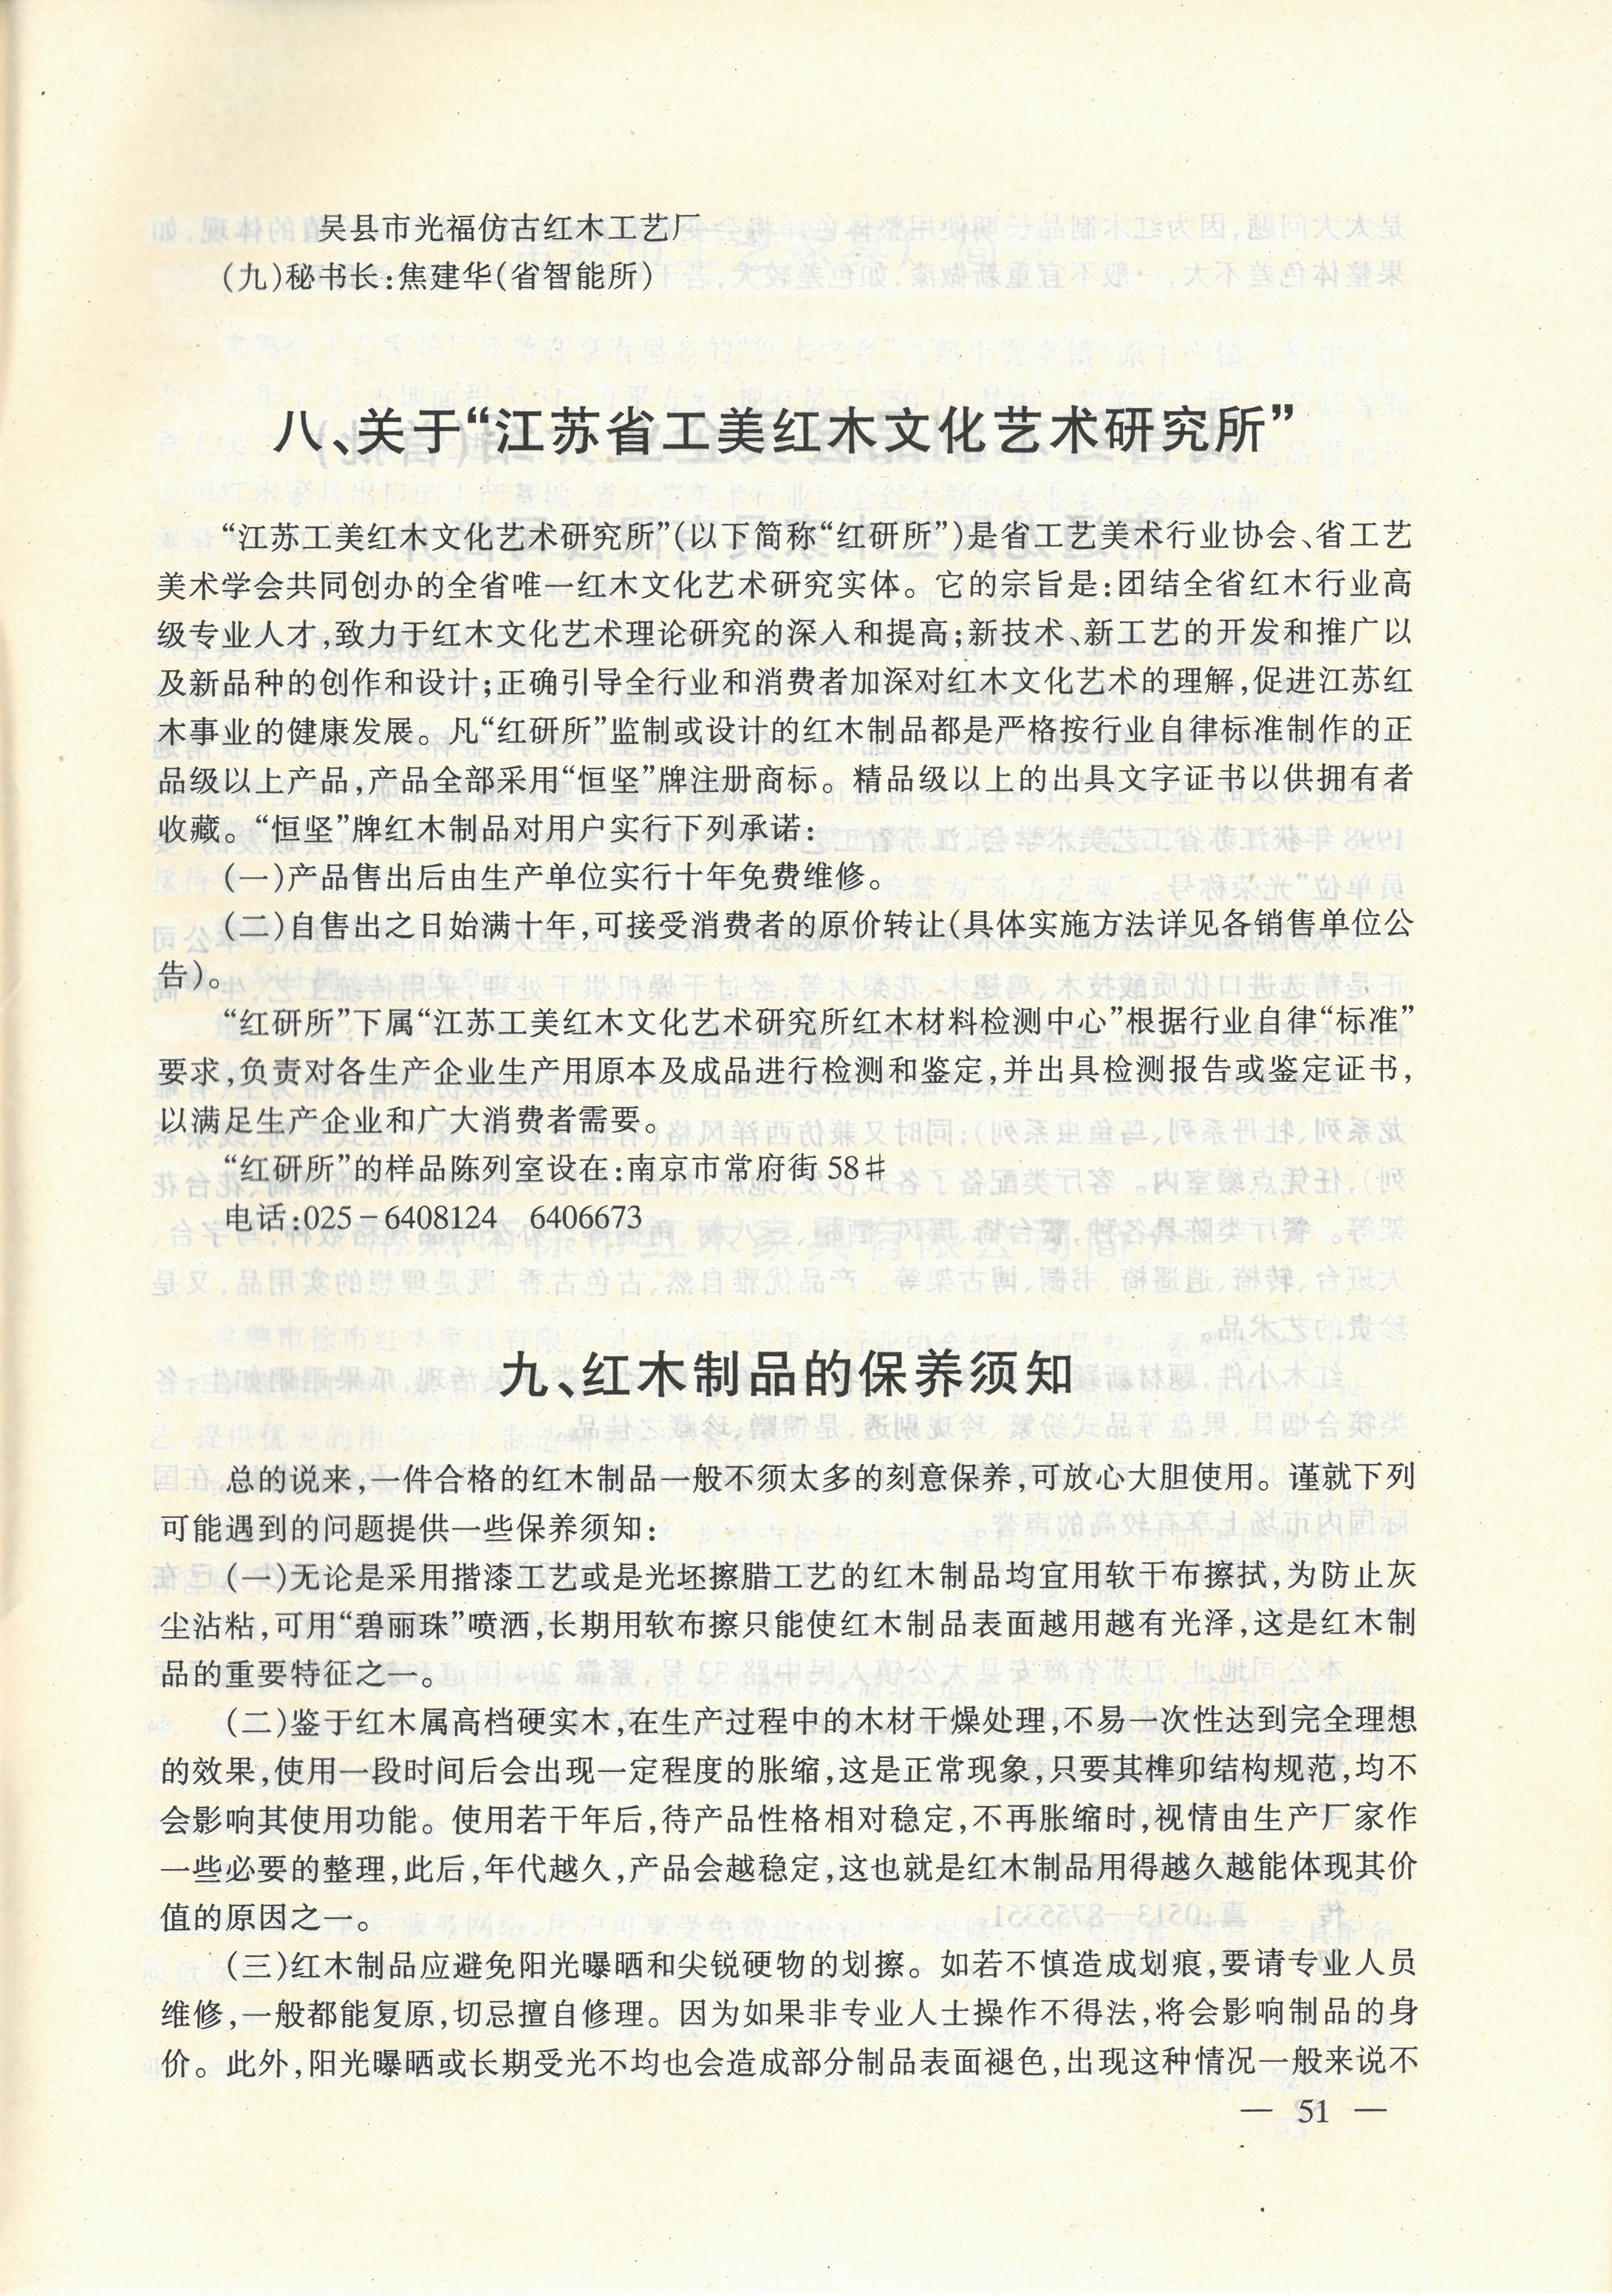 吴县市光福仿古红木工艺厂
(九)秘书长:焦建华(省智能所)
八、关于“江苏省工美红木文化艺术研究所”
“江苏工美红木文化艺术研究所”(以下简称“红研所”)是省工艺美术行业协会、省工艺
美术学会共同创办的全省唯一红木文化艺术研究实体。它的宗旨是:团结全省红木行业高
级专业人才,致力于红木文化艺术理论研究的深入和提高;新技术、新工艺的开发和推广以
及新品种的创作和设计;正确引导全行业和消费者加深对红木文化艺术的理解,促进江苏红
木事业的健康发展。凡“红研所”监制或设计的红木制品都是严格按行业自律标准制作的正
品级以上产品,产品全部采用“恒坚”牌注册商标。精品级以上的出具文字证书以供拥有者
收藏。“恒坚”牌红木制品对用户实行下列承诺:
(一)产品售出后由生产单位实行十年免费维修。
(二)自售出之日始满十年,可接受消费者的原价转让(具体实施方法详见各销售单位公
告)。
“红研所”下属“江苏工美红木文化艺术研究所红木材料检测中心”根据行业自律“标准”
要求,负责对各生产企业生产用原本及成品进行检测和鉴定,并出具检测报告或鉴定证书,
以满足生产企业和广大消费者需要。
“红研所”的样品陈列室设在:南京市常府街58#
电话:025-6408124 6406673
九、红木制品的保养须知
总的说来,一件合格的红木制品一般不须太多的刻意保养,可放心大胆使用。谨就下列
可能遇到的问题提供一些保养须知:
(一)无论是采用揩漆工艺或是光坯擦腊工艺的红木制品均宜用软干布擦拭,为防止灰
尘沾粘,可用“碧丽珠”喷洒,长期用软布擦只能使红木制品表面越用越有光泽,这是红木制
品的重要特征之一。
(二)鉴于红木属高档硬实木,在生产过程中的木材干燥处理,不易一次性达到完全理想
的效果,使用一段时间后会出现一定程度的胀缩,这是正常现象,只要其榫卯结构规范,均不
会影响其使用功能。使用若干年后,待产品性格相对稳定,不再胀缩时,视情由生产厂家作
一些必要的整理,此后,年代越久,产品会越稳定,这也就是红木制品用得越久越能体现其价
值的原因之一。
(三)红木制品应避免阳光曝晒和尖锐硬物的划擦。如若不慎造成划痕,要请专业人员
维修,一般都能复原,切忌擅自修理。因为如果非专业人士操作不得法,将会影响制品的身
价。此外,阳光曝晒或长期受光不均也会造成部分制品表面褪色,出现这种情况一般来说不
— 51 —